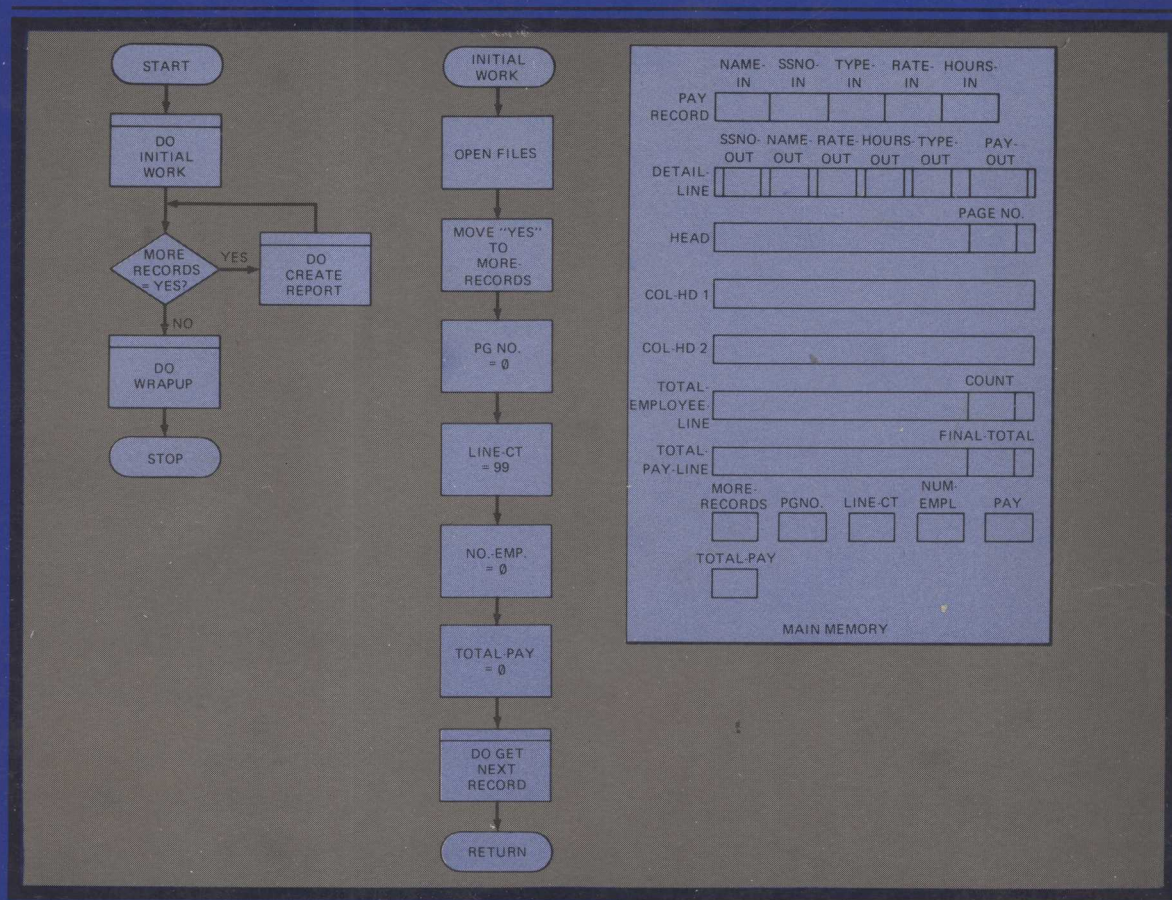 START
DO
INITIAL
WORK
MORE
RECORDS
= YES?
YES
DO
CREATE
REPORT
NO
DO
WRAPUP
STOP
INITIAL
WORK
OPEN FILES
MOVE "YES"
TO
MORE-
RECORDS
PG NO.
= 0
LINE-CT
= 99
NO.-EMP.
= 0
TOTAL-PAY
= 0
DO GET
NEXT
RECORD
RETURN
NAME- SSNO- TYPE- RATE- HOURS-
IN IN IN IN IN
PAY
RECORD
SSNO- NAME- RATE- HOURS- TYPE- PAY-
OUT OUT OUT OUT OUT OUT
DETAIL-
LINE
PAGE NO.
HEAD
COL-HD 1
COL-HD 2
COUNT
TOTAL-
EMPLOYEE-
LINE
FINAL-TOTAL
TOTAL-
PAY-LINE
MORE- NUM-
RECORDS PGNO. LINE-CT EMPL PAY
TOTAL-PAY
MAIN MEMORY